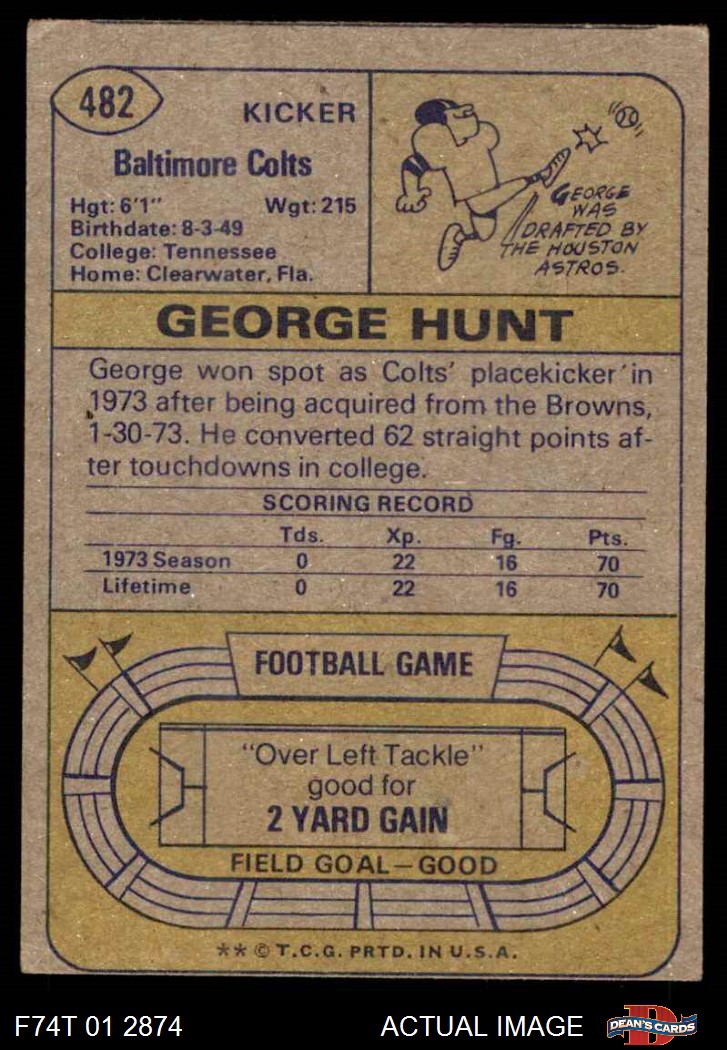 482
KICKER
Baltimore Colts
Hgt: 6'1" Wgt: 215
Birthdate: 8-3-49
College: Tennessee
Home: Clearwater, Fla.
GEORGE
WAS
DRAFTED BY
THE HOUSTON
ASTROS.
GEORGE HUNT
George won spot as Colts' placekicker in
1973 after being acquired from the Browns,
1-30-73. He converted 62 straight points af-
ter touchdowns in college.
SCORING RECORD
Tds. Xp. Fg. Pts.
1973 Season 0 22 16 70
Lifetime 0 22 16 70
FOOTBALL GAME
"Over Left Tackle"
good for
2 YARD GAIN
FIELD GOAL—GOOD
** © T.C.G. PRTD. IN U.S.A.
F74T 01 2874 ACTUAL IMAGE
DEAN'S CARDS